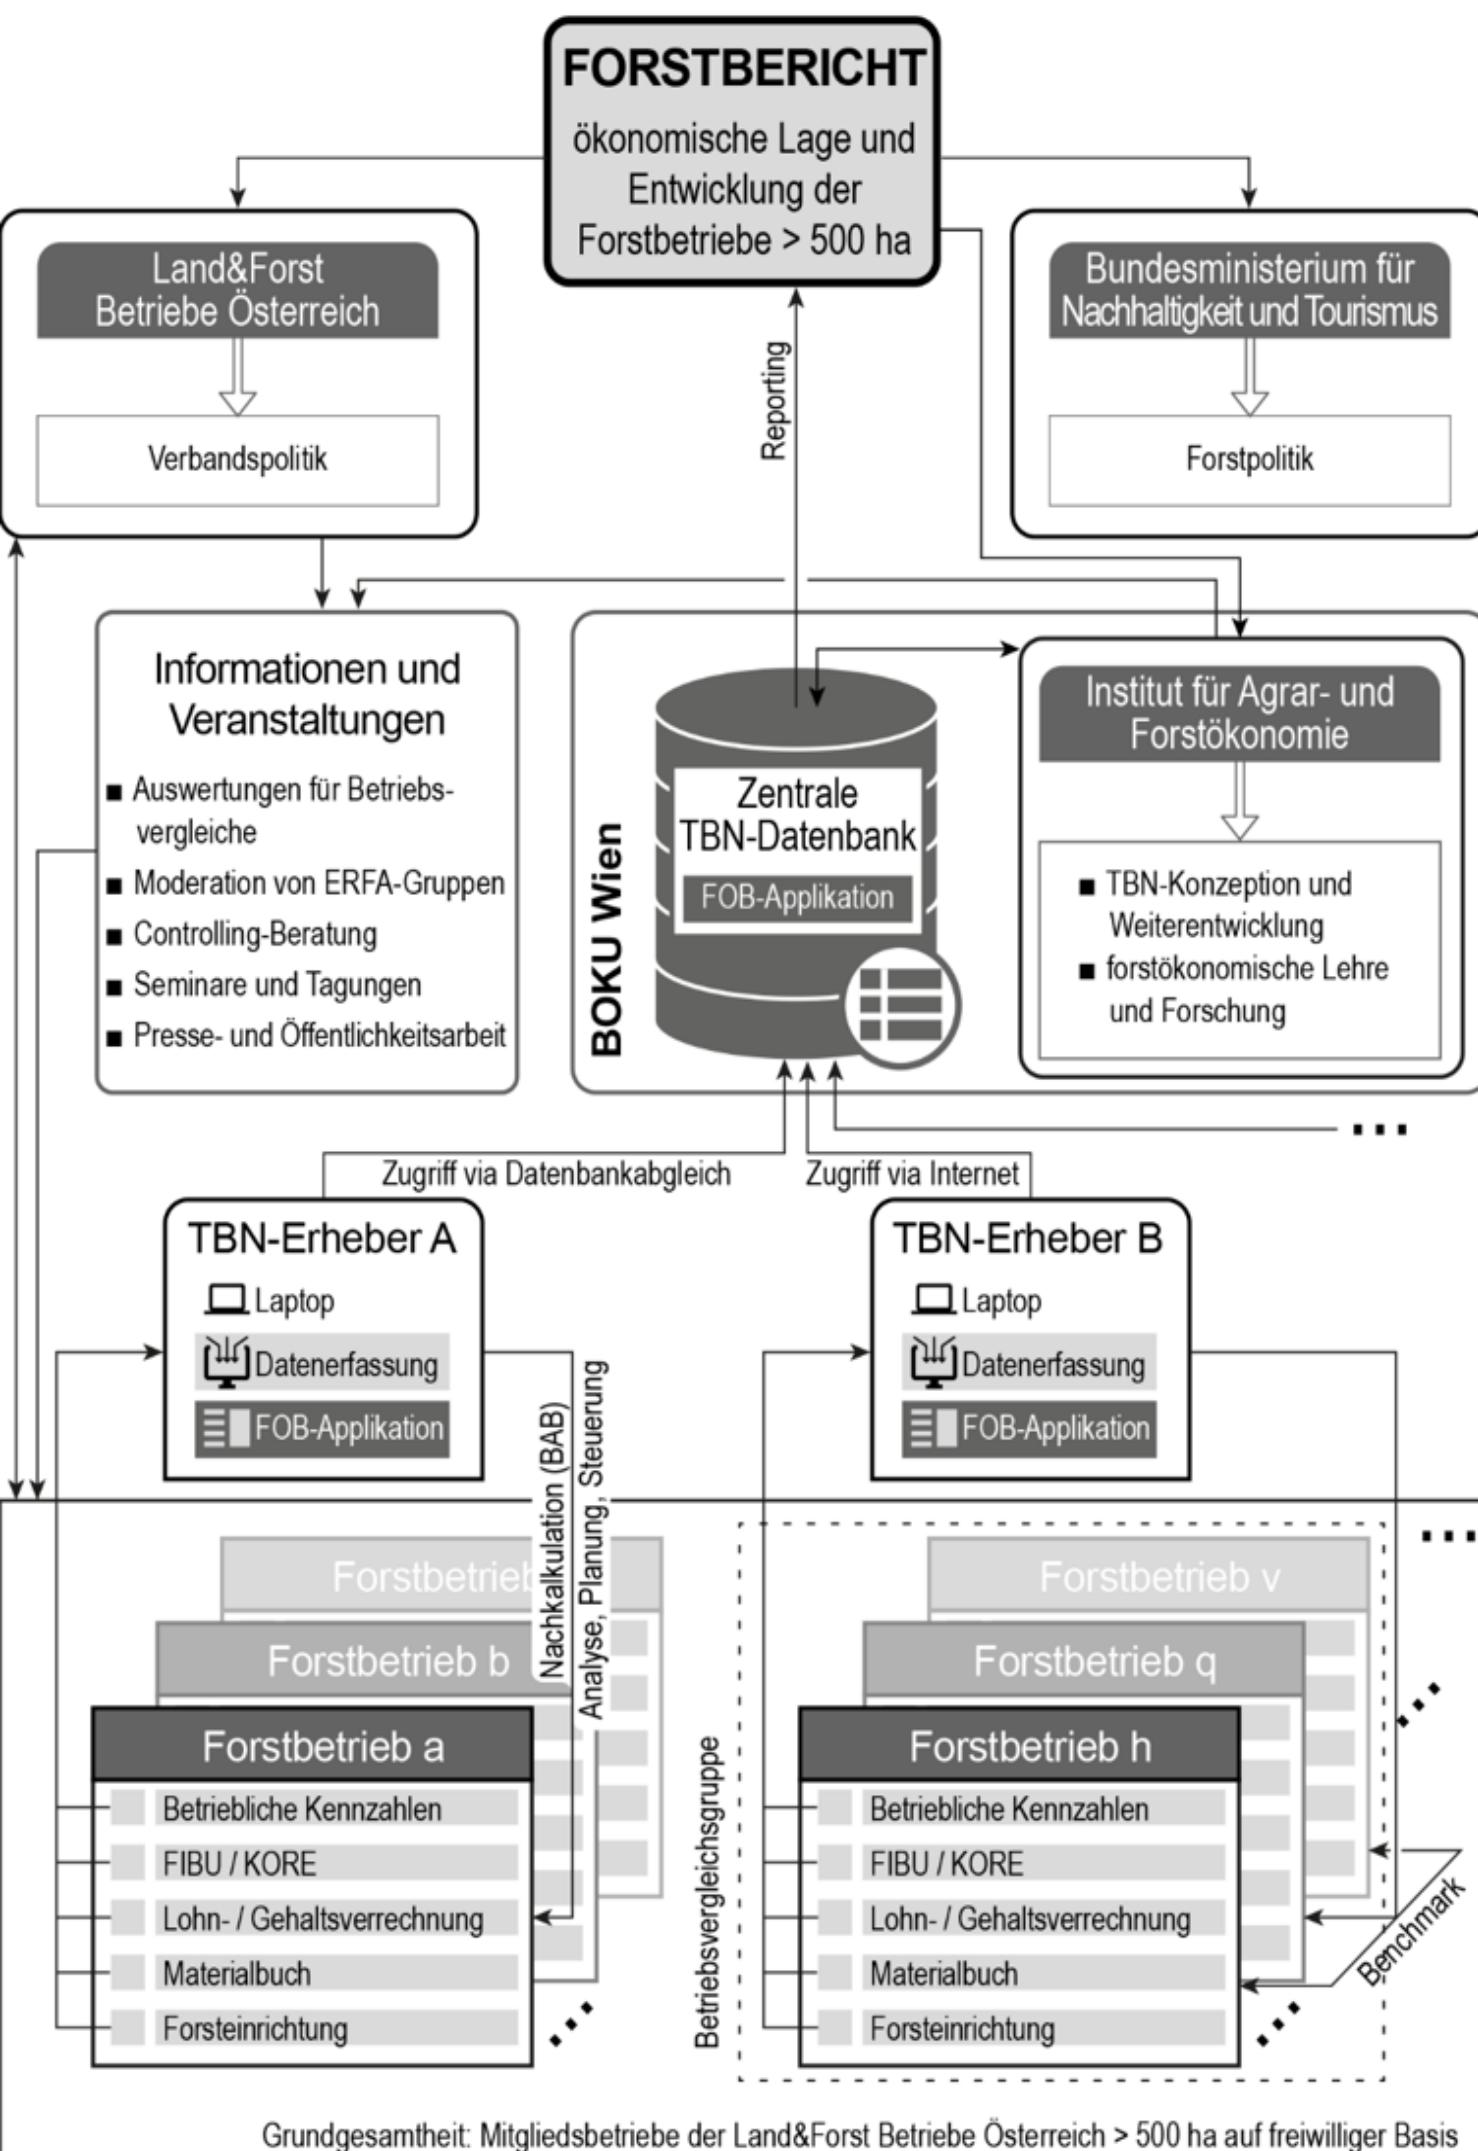 FORSTBERICHT
ökonomische Lage und
Entwicklung der
Forstbetriebe > 500 ha
Land&Forst
Betriebe Österreich
Verbandspolitik
Bundesministerium für
Nachhaltigkeit und Tourismus
Forstpolitik
Reporting
Informationen und
Veranstaltungen
■ Auswertungen für Betriebs-
vergleiche
■ Moderation von ERFA-Gruppen
■ Controlling-Beratung
■ Seminare und Tagungen
■ Presse- und Öffentlichkeitsarbeit
BOKU Wien
Zentrale
TBN-Datenbank
FOB-Applikation
Institut für Agrar- und
Forstökonomie
■ TBN-Konzeption und
Weiterentwicklung
■ forstökonomische Lehre
und Forschung
...
Zugriff via Datenbankabgleich
Zugriff via Internet
TBN-Erheber A
Laptop
Datenerfassung
FOB-Applikation
TBN-Erheber B
Laptop
Datenerfassung
FOB-Applikation
Nachkalkulation (BAB)
Analyse, Planung, Steuerung
Forstbetrieb
Forstbetrieb b
Forstbetrieb a
Betriebliche Kennzahlen
FIBU / KORE
Lohn- / Gehaltsverrechnung
Materialbuch
Forsteinrichtung
...
Betriebsvergleichsgruppe
...
Forstbetrieb v
Forstbetrieb q
Forstbetrieb h
Betriebliche Kennzahlen
FIBU / KORE
Lohn- / Gehaltsverrechnung
Materialbuch
Forsteinrichtung
...
...
Benchmark
Grundgesamtheit: Mitgliedsbetriebe der Land&Forst Betriebe Österreich > 500 ha auf freiwilliger Basis